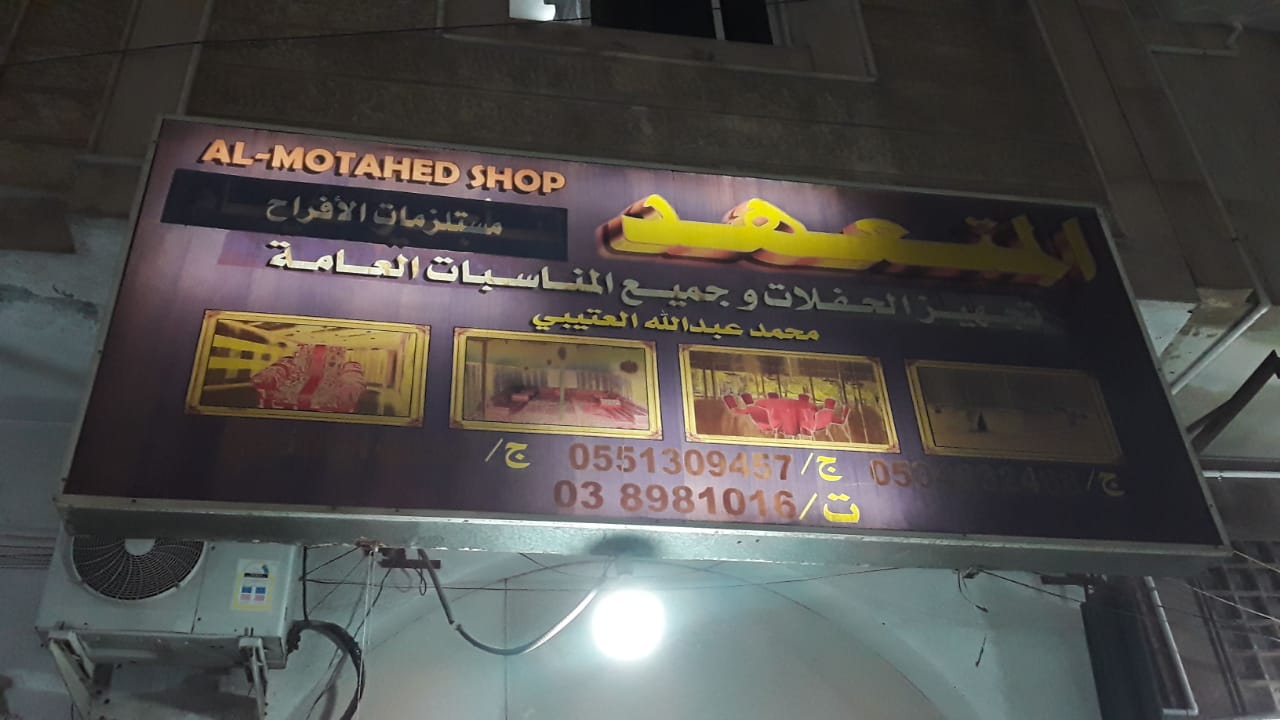 AL-MOTAHED SHOP
المتعهد
مستلزمات الأفراح
تجهيز الحفلات و جميع المناسبات العامة
محمد عبدالله العتيبي
ج/
ج/ 0551309457
ج/
ت/ 03 8981016